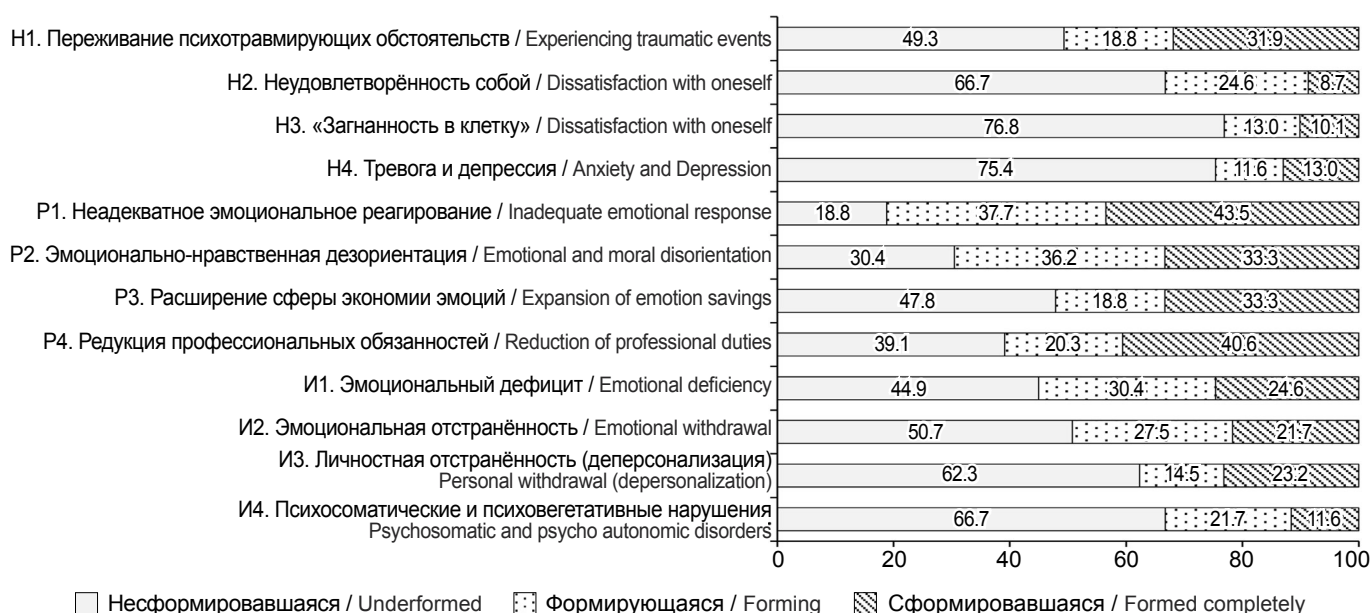 Н1. Переживание психотравмирующих обстоятельств / Experiencing traumatic events 49.3 18.8 31.9
Н2. Неудовлетворённость собой / Dissatisfaction with oneself 66.7 24.6 8.7
Н3. «Загнанность в клетку» / Dissatisfaction with oneself 76.8 13.0 10.1
Н4. Тревога и депрессия / Anxiety and Depression 75.4 11.6 13.0
Р1. Неадекватное эмоциональное реагирование / Inadequate emotional response 18.8 37.7 43.5
Р2. Эмоционально-нравственная дезориентация / Emotional and moral disorientation 30.4 36.2 33.3
Р3. Расширение сферы экономии эмоций / Expansion of emotion savings 47.8 18.8 33.3
Р4. Редукция профессиональных обязанностей / Reduction of professional duties 39.1 20.3 40.6
И1. Эмоциональный дефицит / Emotional deficiency 44.9 30.4 24.6
И2. Эмоциональная отстранённость / Emotional withdrawal 50.7 27.5 21.7
И3. Личностная отстранённость (деперсонализация)
Personal withdrawal (depersonalization) 62.3 14.5 23.2
И4. Психосоматические и психовегетативные нарушения
Psychosomatic and psycho autonomic disorders 66.7 21.7 11.6
0 20 40 60 80 100
Несформировавшаяся / Underformed Формирующаяся / Forming Сформировавшаяся / Formed completely